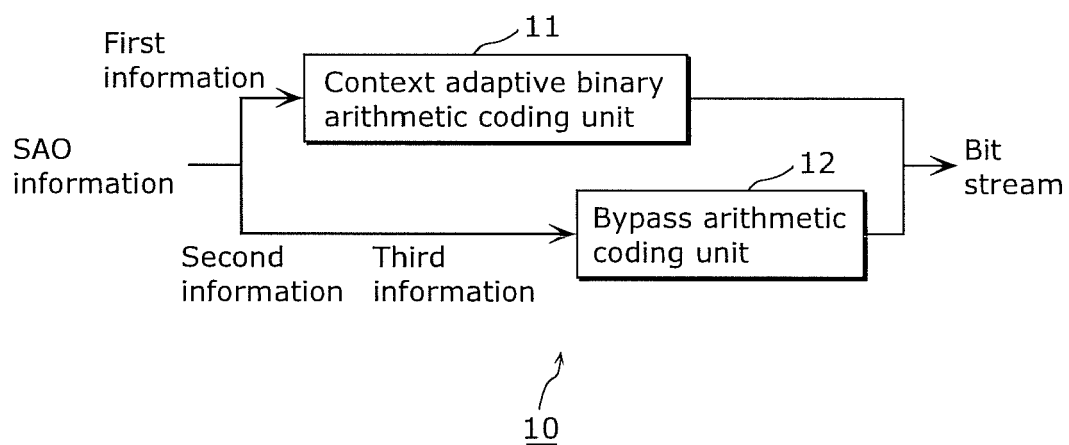 11
First
information
Context adaptive binary
arithmetic coding unit
SAO
information
Bit
stream
12
Bypass arithmetic
coding unit
Second
information
Third
information
10